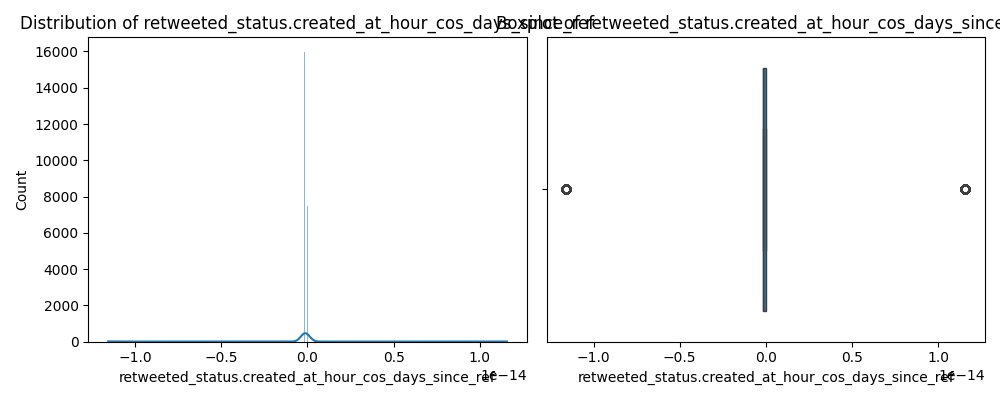 Distribution of retweeted_status.created_at_hour_cos_days_since_ref
Boxplot of retweeted_status.created_at_hour_cos_days_since
16000
14000
12000
10000
8000
6000
4000
2000
0
Count
−1.0 −0.5 0.0 0.5 1.0
1e−14
retweeted_status.created_at_hour_cos_days_since_ref
−1.0 −0.5 0.0 0.5 1.0
1e−14
retweeted_status.created_at_hour_cos_days_since_ref